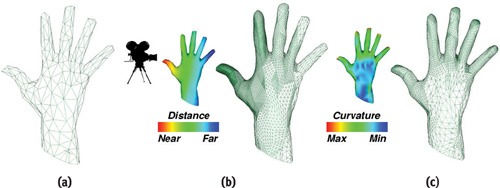 Distance
Near Far
Curvature
Max Min
(a)
(b)
(c)